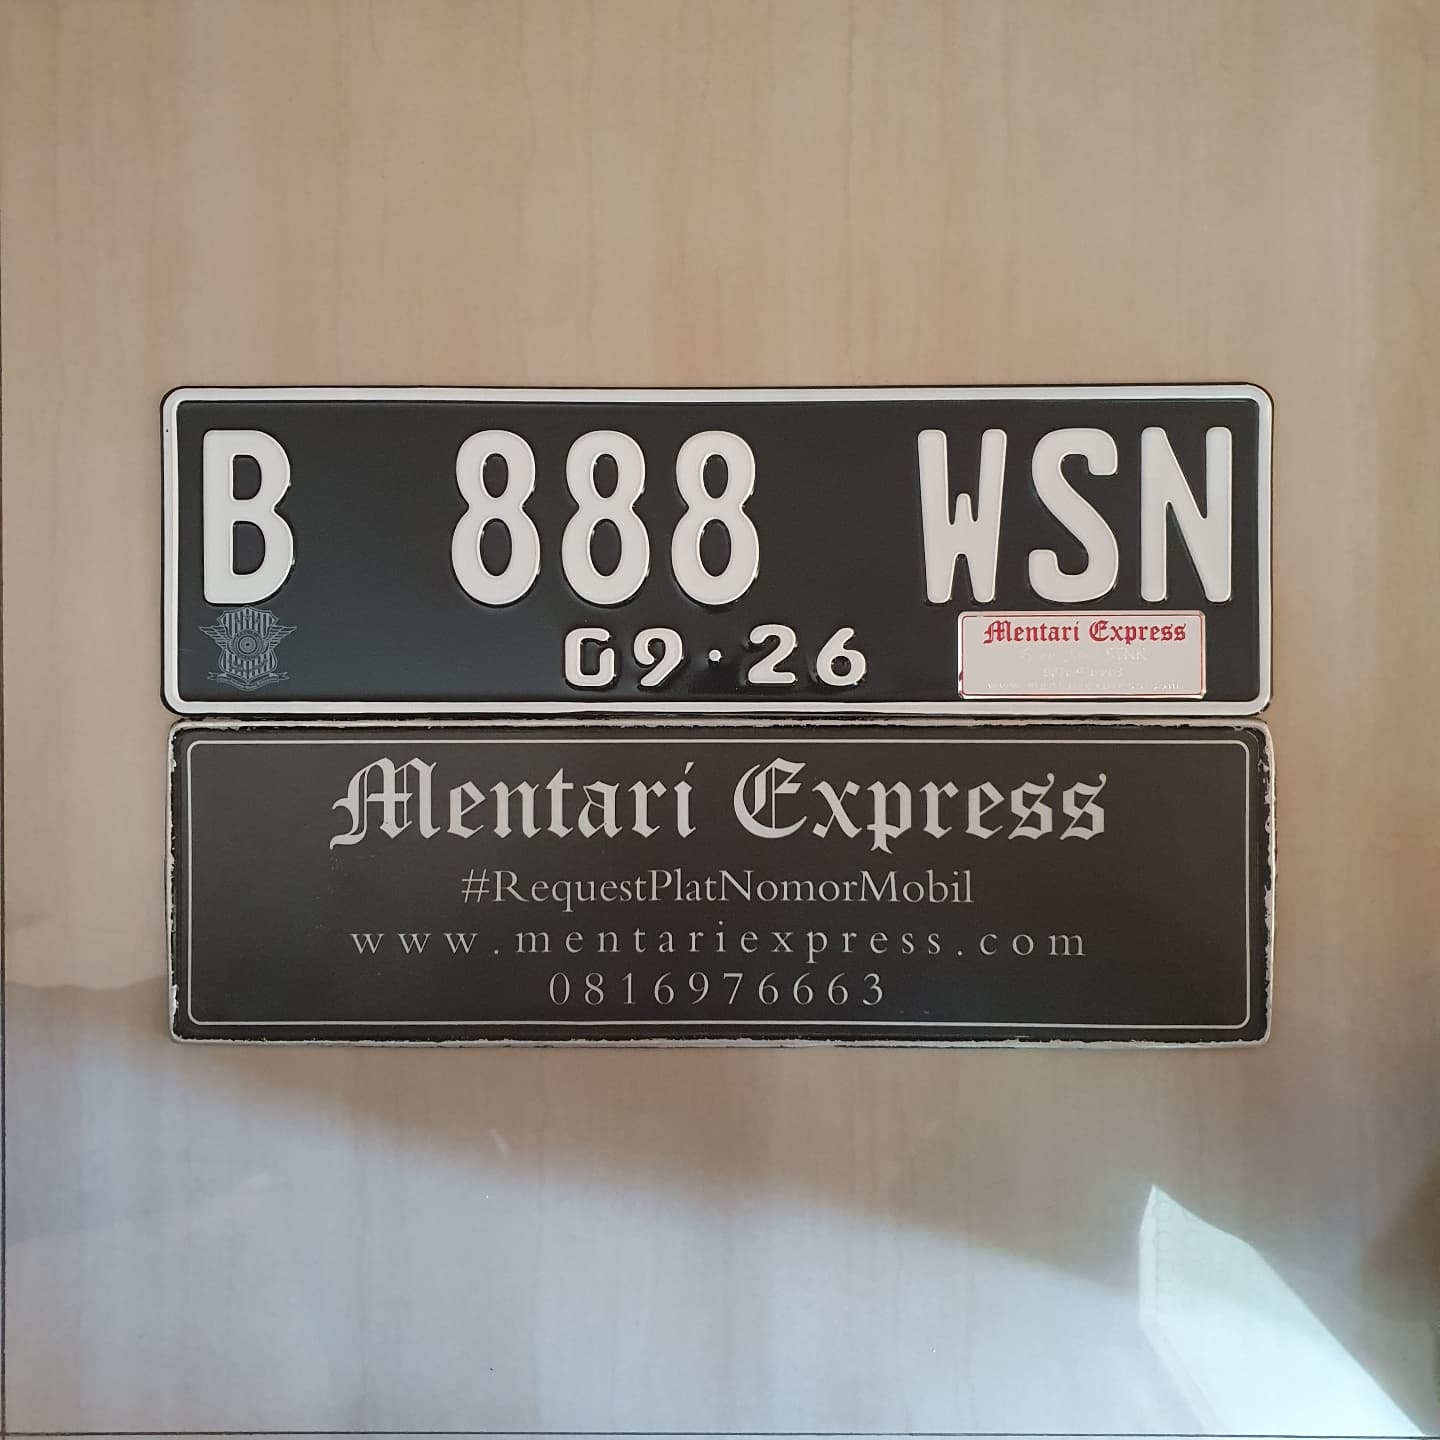 B 888 WSN
09·26
Mentari Express
Mentari Express
#RequestPlatNomorMobil
www.mentariexpress.com
0816976663